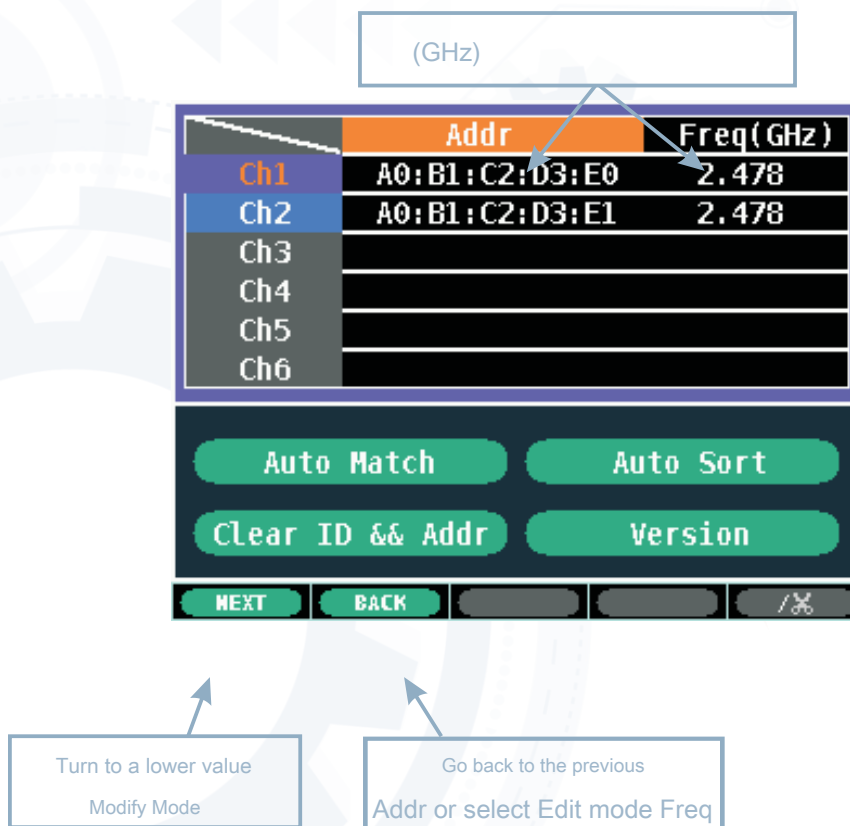 (GHz)
Addr Freq(GHz)
Ch1 A0:B1:C2:D3:E0 2.478
Ch2 A0:B1:C2:D3:E1 2.478
Ch3
Ch4
Ch5
Ch6
Auto Match Auto Sort
Clear ID && Addr Version
NEXT BACK /
Turn to a lower value
Modify Mode
Go back to the previous
Addr or select Edit mode Freq